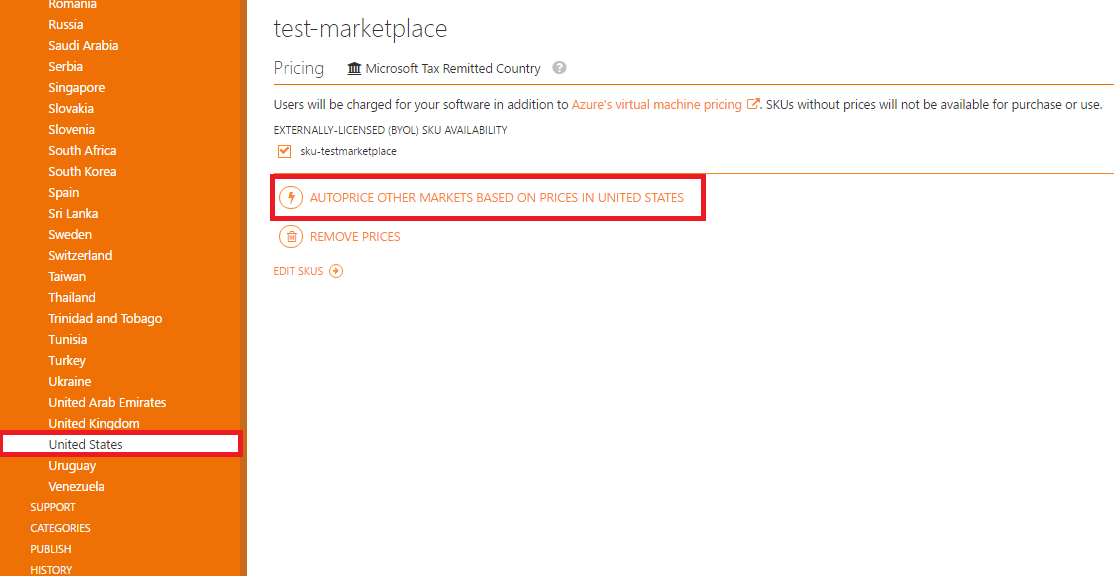 Romania
Russia
Saudi Arabia
Serbia
Singapore
Slovakia
Slovenia
South Africa
South Korea
Spain
Sri Lanka
Sweden
Switzerland
Taiwan
Thailand
Trinidad and Tobago
Tunisia
Turkey
Ukraine
United Arab Emirates
United Kingdom
United States
Uruguay
Venezuela
SUPPORT
CATEGORIES
PUBLISH
HISTORY
test-marketplace
Pricing Microsoft Tax Remitted Country ?
Users will be charged for your software in addition to Azure's virtual machine pricing. SKUs without prices will not be available for purchase or use.
EXTERNALLY-LICENSED (BYOL) SKU AVAILABILITY
sku-testmarketplace
AUTOPRICE OTHER MARKETS BASED ON PRICES IN UNITED STATES
REMOVE PRICES
EDIT SKUS